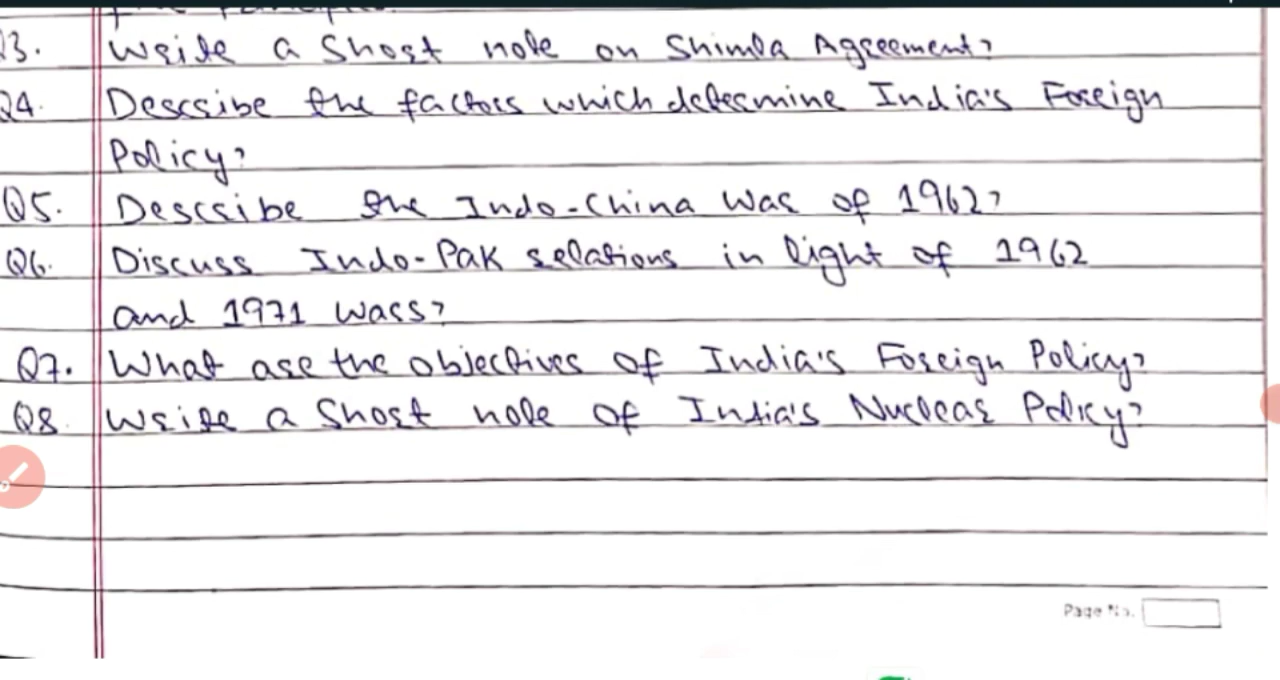 Q3. Write a Short note on Shimla Agreement?
Q4. Describe the factors which determine India's Foreign
Policy?
Q5. Describe the Indo-China War of 1962?
Q6. Discuss Indo-Pak relations in light of 1962
and 1971 wars?
Q7. What are the objectives of India's Foreign Policy?
Q8. Write a Short note of India's Nuclear Policy?
Page No.